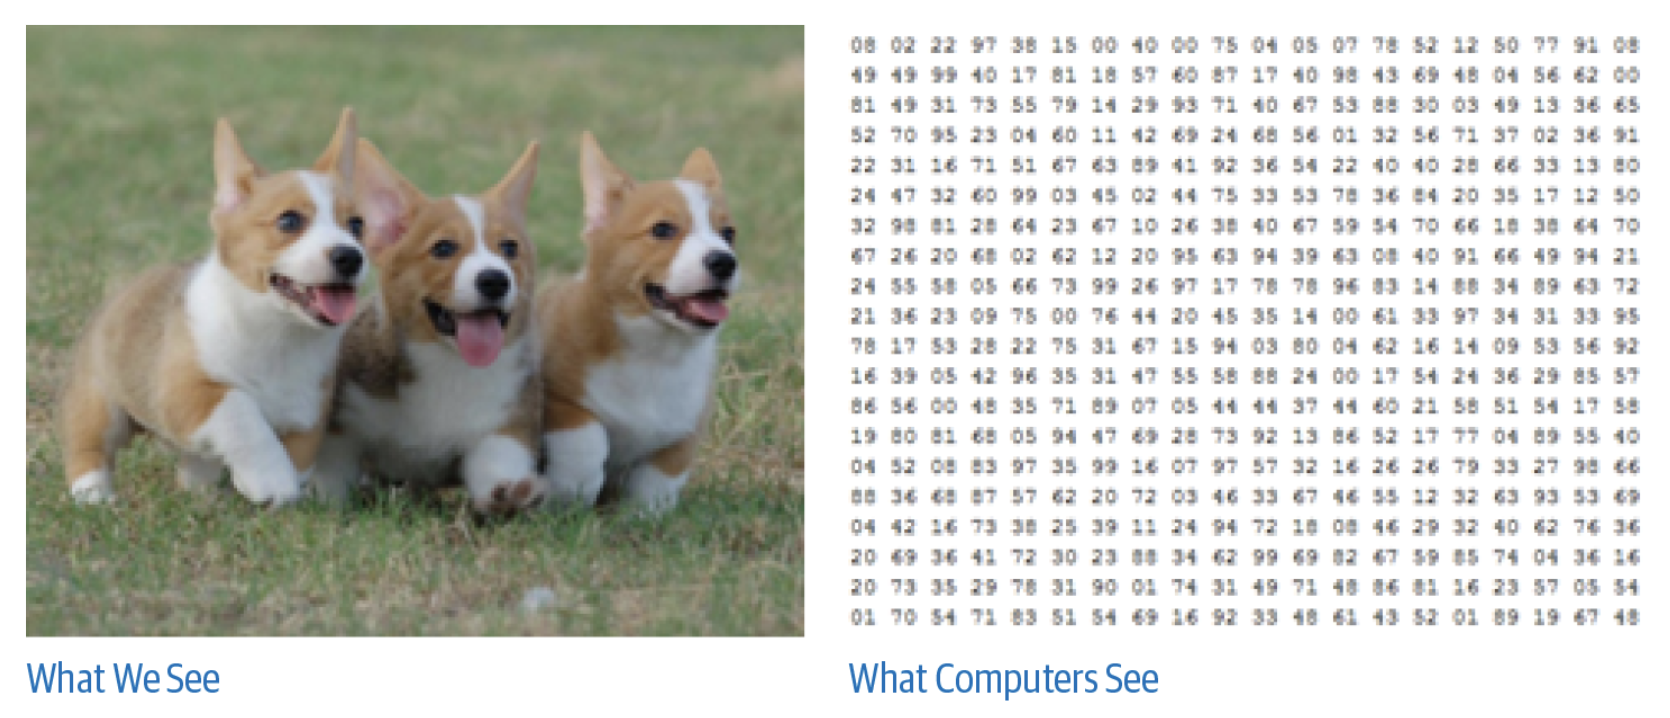 08 02 22 97 38 15 00 40 00 75 04 05 07 78 52 12 50 77 91 08
49 49 99 40 17 81 18 57 60 87 17 40 98 43 69 48 04 56 62 00
81 49 31 73 55 79 14 29 93 71 40 67 53 88 30 03 49 13 36 65
52 70 95 23 04 60 11 42 69 24 68 56 01 32 56 71 37 02 36 91
22 31 16 71 51 67 63 89 41 92 36 54 22 40 40 28 66 33 13 80
24 47 32 60 99 03 45 02 44 75 33 53 78 36 84 20 35 17 12 50
32 98 81 28 64 23 67 10 26 38 40 67 59 54 70 66 18 38 64 70
67 26 20 68 02 62 12 20 95 63 94 39 63 08 40 91 66 49 94 21
24 55 58 05 66 73 99 26 97 17 78 78 96 83 14 88 34 89 63 72
21 36 23 09 75 00 76 44 20 45 35 14 00 61 33 97 34 31 33 95
78 17 53 28 22 75 31 67 15 94 03 80 04 62 16 14 09 53 56 92
16 39 05 42 96 35 31 47 55 58 88 24 00 17 54 24 36 29 85 57
86 56 00 48 35 71 89 07 05 44 44 37 44 60 21 58 51 54 17 58
19 80 81 68 05 94 47 69 28 73 92 13 86 52 17 77 04 89 55 40
04 52 08 83 97 35 99 16 07 97 57 32 16 26 26 79 33 27 98 66
88 36 68 87 57 62 20 72 03 46 33 67 46 55 12 32 63 93 53 69
04 42 16 73 38 25 39 11 24 94 72 18 08 46 29 32 40 62 76 36
20 69 36 41 72 30 23 88 34 62 99 69 82 67 59 85 74 04 36 16
20 73 35 29 78 31 90 01 74 31 49 71 48 86 81 16 23 57 05 54
01 70 54 71 83 51 54 69 16 92 33 48 61 43 52 01 89 19 67 48
What We See
What Computers See